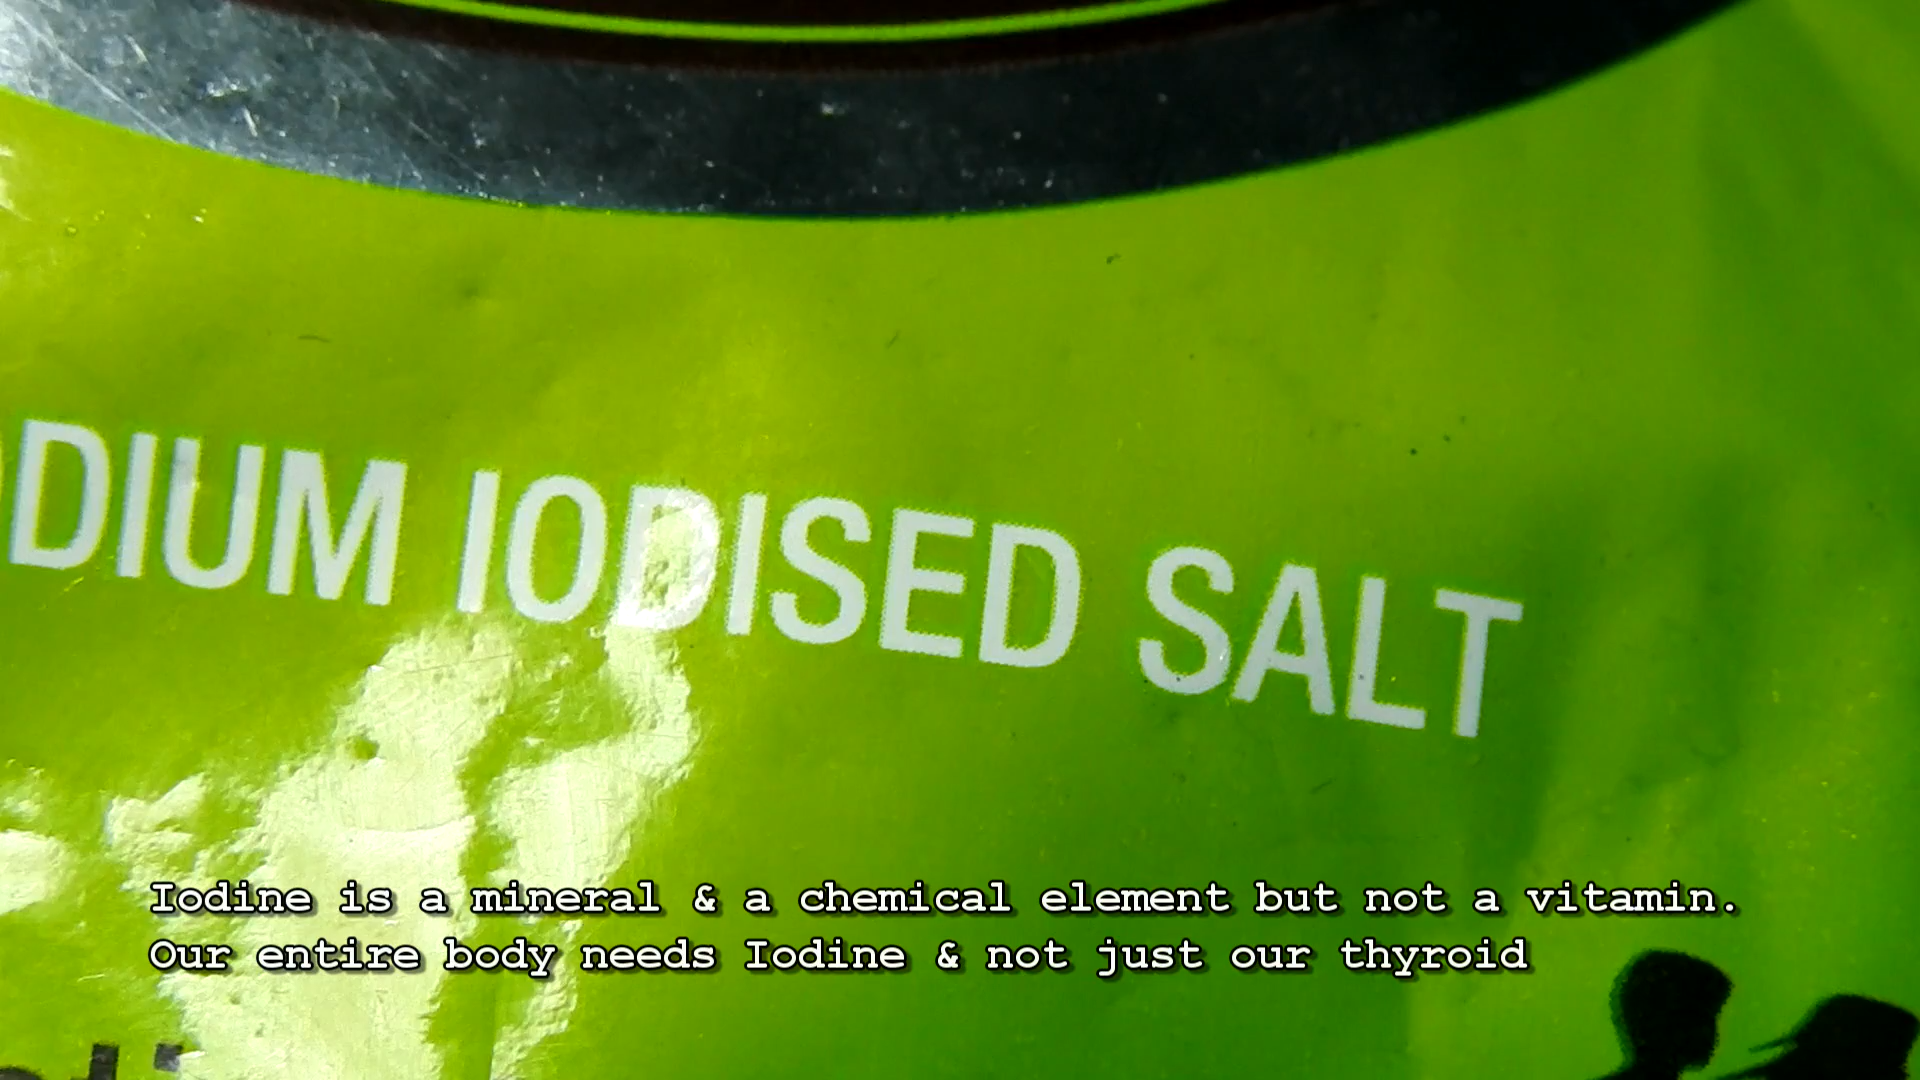 DIUM IODISED SALT
Iodine is a mineral & a chemical element but not a vitamin.
Our entire body needs Iodine & not just our thyroid